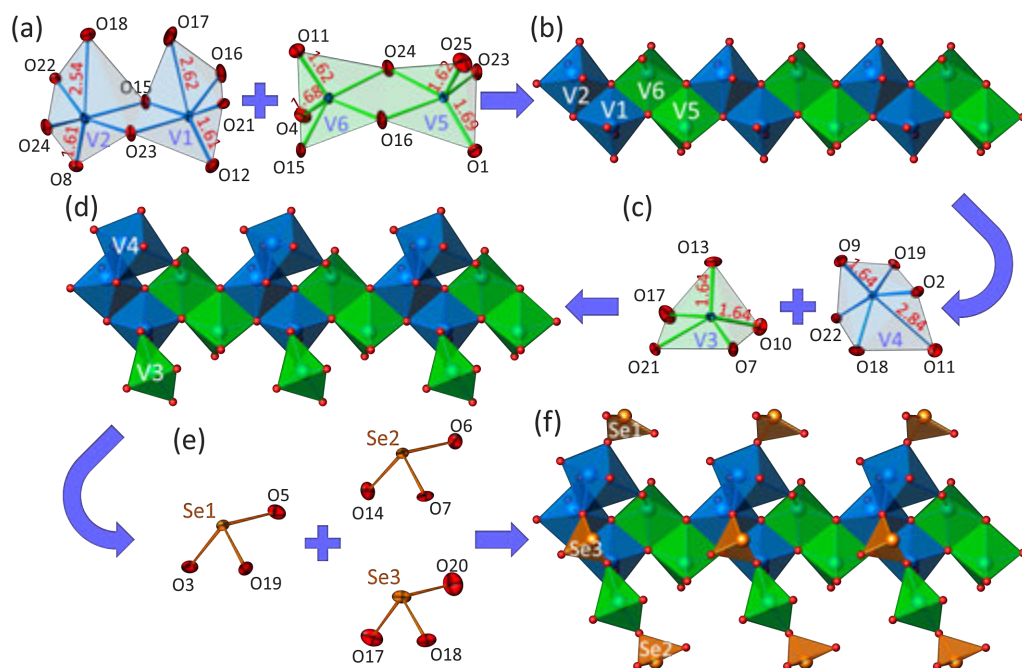 (a)
O18
O17
O22
2.54
2.62
O16
O15
O24
1.61
V2
V1
1.61
O21
O23
O8
O12
O11
O24
O25
O23
1.62
1.62
1.68
O4
V6
V5
1.69
O16
O15
O1
(b)
V2
V1
V6
V5
(c)
O13
1.64
O17
1.64
O10
V3
O21
O7
O9
O19
1.64
O2
2.84
O22
V4
O18
O11
(d)
V4
V3
(e)
Se1
O5
O3
O19
O6
Se2
O14
O7
Se3
O20
O17
O18
(f)
Se1
Se3
Se2